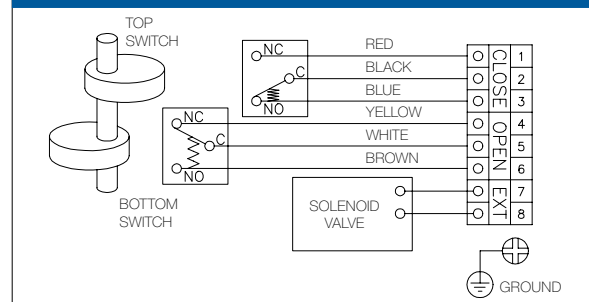 TOP
SWITCH
NC
C
NO
RED
BLACK
BLUE
YELLOW
WHITE
BROWN
NC
C
NO
CLOSE
OPEN
EXT
1
2
3
4
5
6
7
8
BOTTOM
SWITCH
SOLENOID
VALVE
GROUND